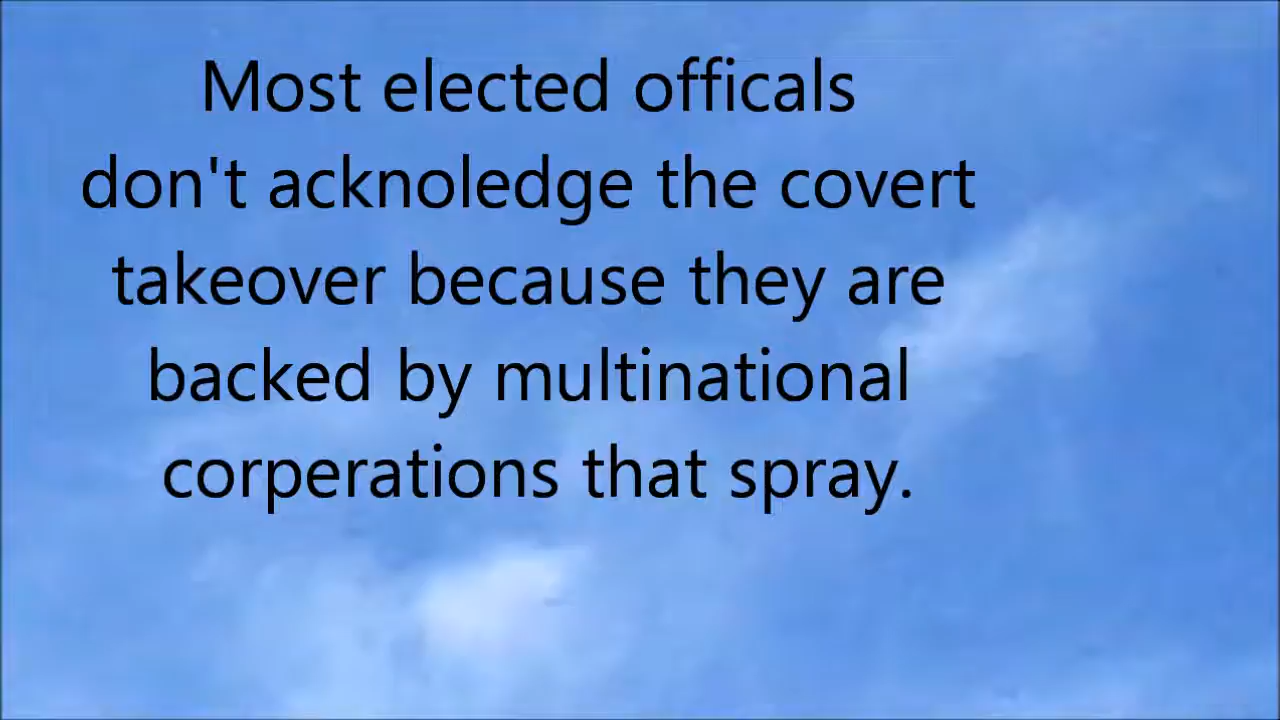 Most elected officals
don't acknoledge the covert
takeover because they are
backed by multinational
corperations that spray.